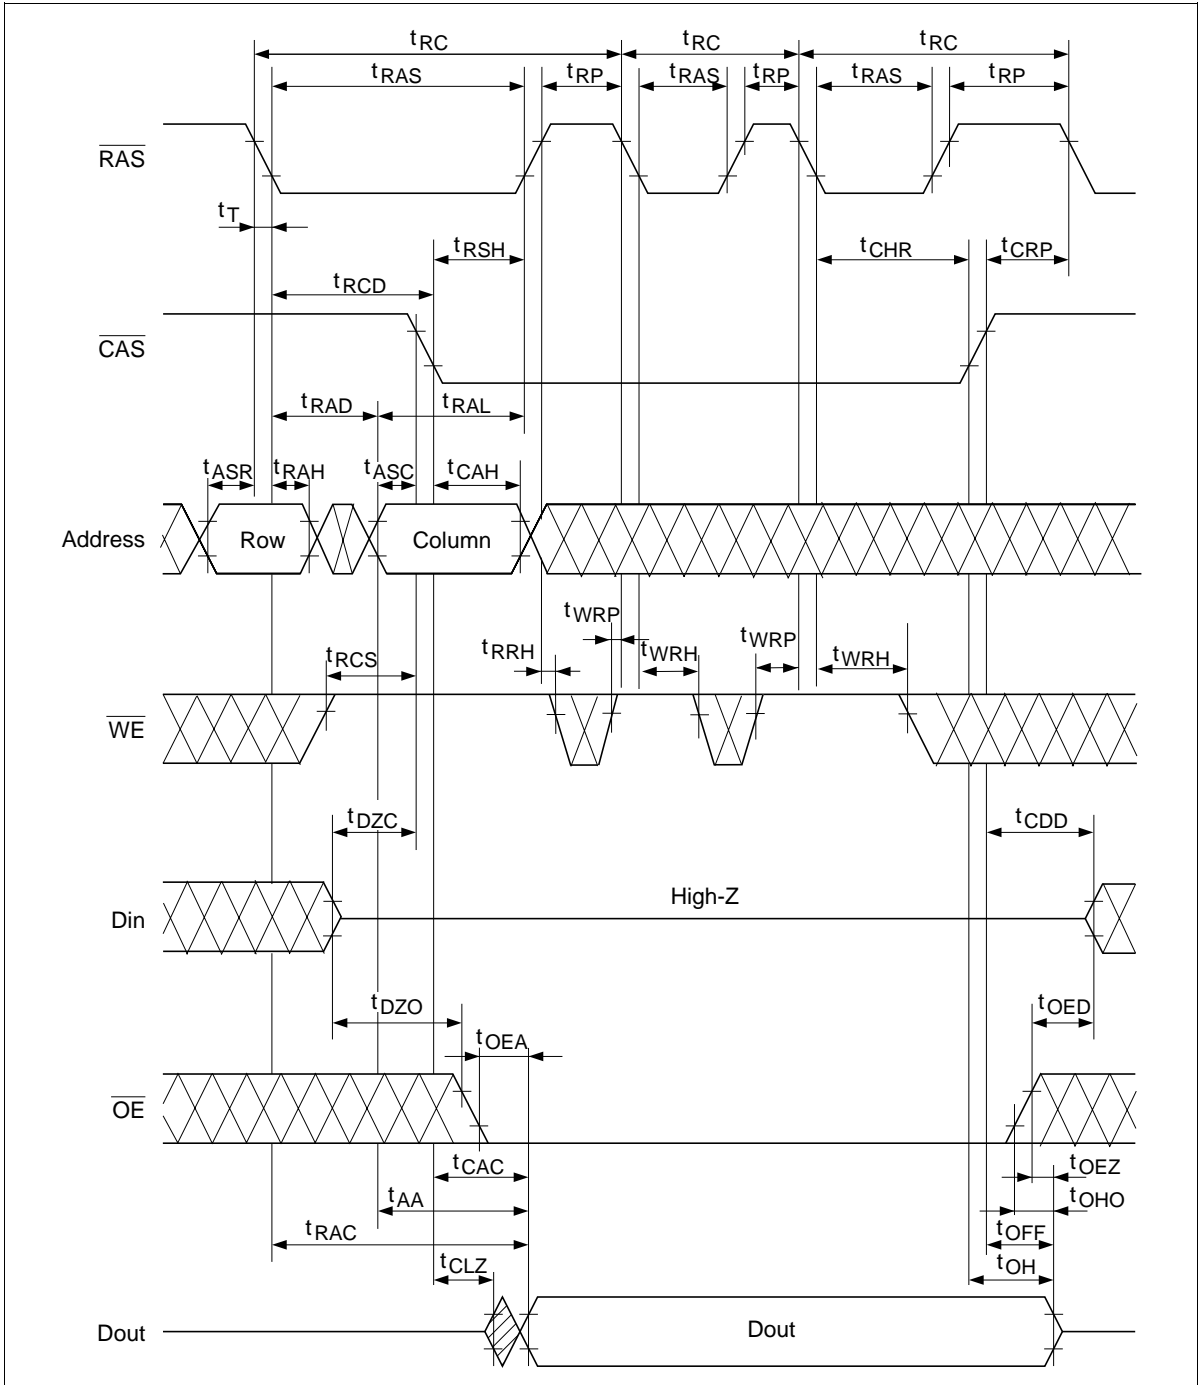 tRC tRC tRC
tRAS tRP tRAS tRP tRAS tRP
RAS
tT
tRSH tCHR tCRP
tRCD
CAS
tRAD tRAL
tASR tRAH tASC tCAH
Address Row Column
tWRP tWRP
tRRH tWRH tWRH
tRCS
WE
tDZC tCDD
High-Z
Din
tDZO tOED
tOEA
OE
tCAC tOEZ
tAA tOHO
tRAC tOFF
tCLZ tOH
Dout Dout